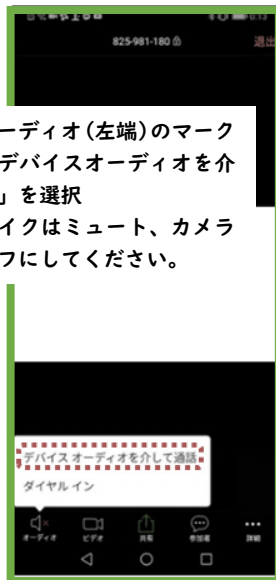 825-981-180
退出
ーディオ(左端)のマーク
デバイスオーディオを介
」を選択
イクはミュート、カメラ
フにしてください。
デバイス オーディオを介して通話
ダイヤル イン
オーディオ
ビデオ
共有
参加者
詳細